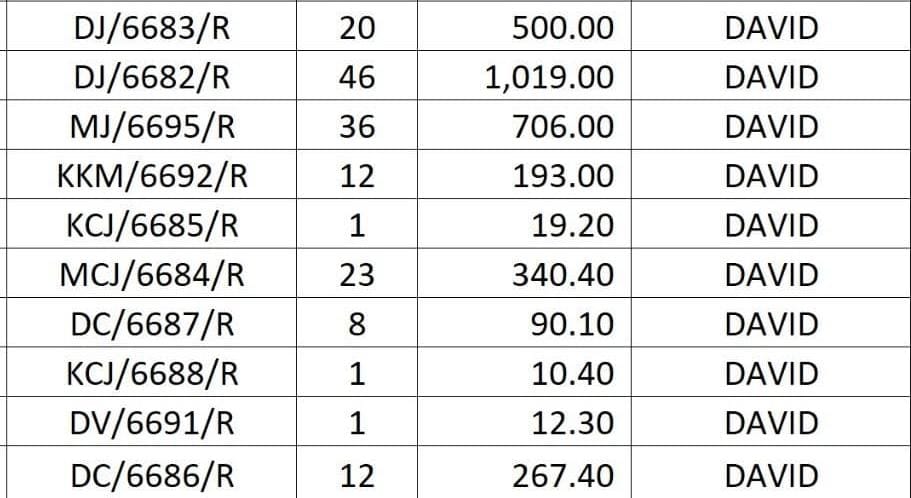 DJ/6683/R 20 500.00 DAVID
DJ/6682/R 46 1,019.00 DAVID
MJ/6695/R 36 706.00 DAVID
KKM/6692/R 12 193.00 DAVID
KCJ/6685/R 1 19.20 DAVID
MCJ/6684/R 23 340.40 DAVID
DC/6687/R 8 90.10 DAVID
KCJ/6688/R 1 10.40 DAVID
DV/6691/R 1 12.30 DAVID
DC/6686/R 12 267.40 DAVID